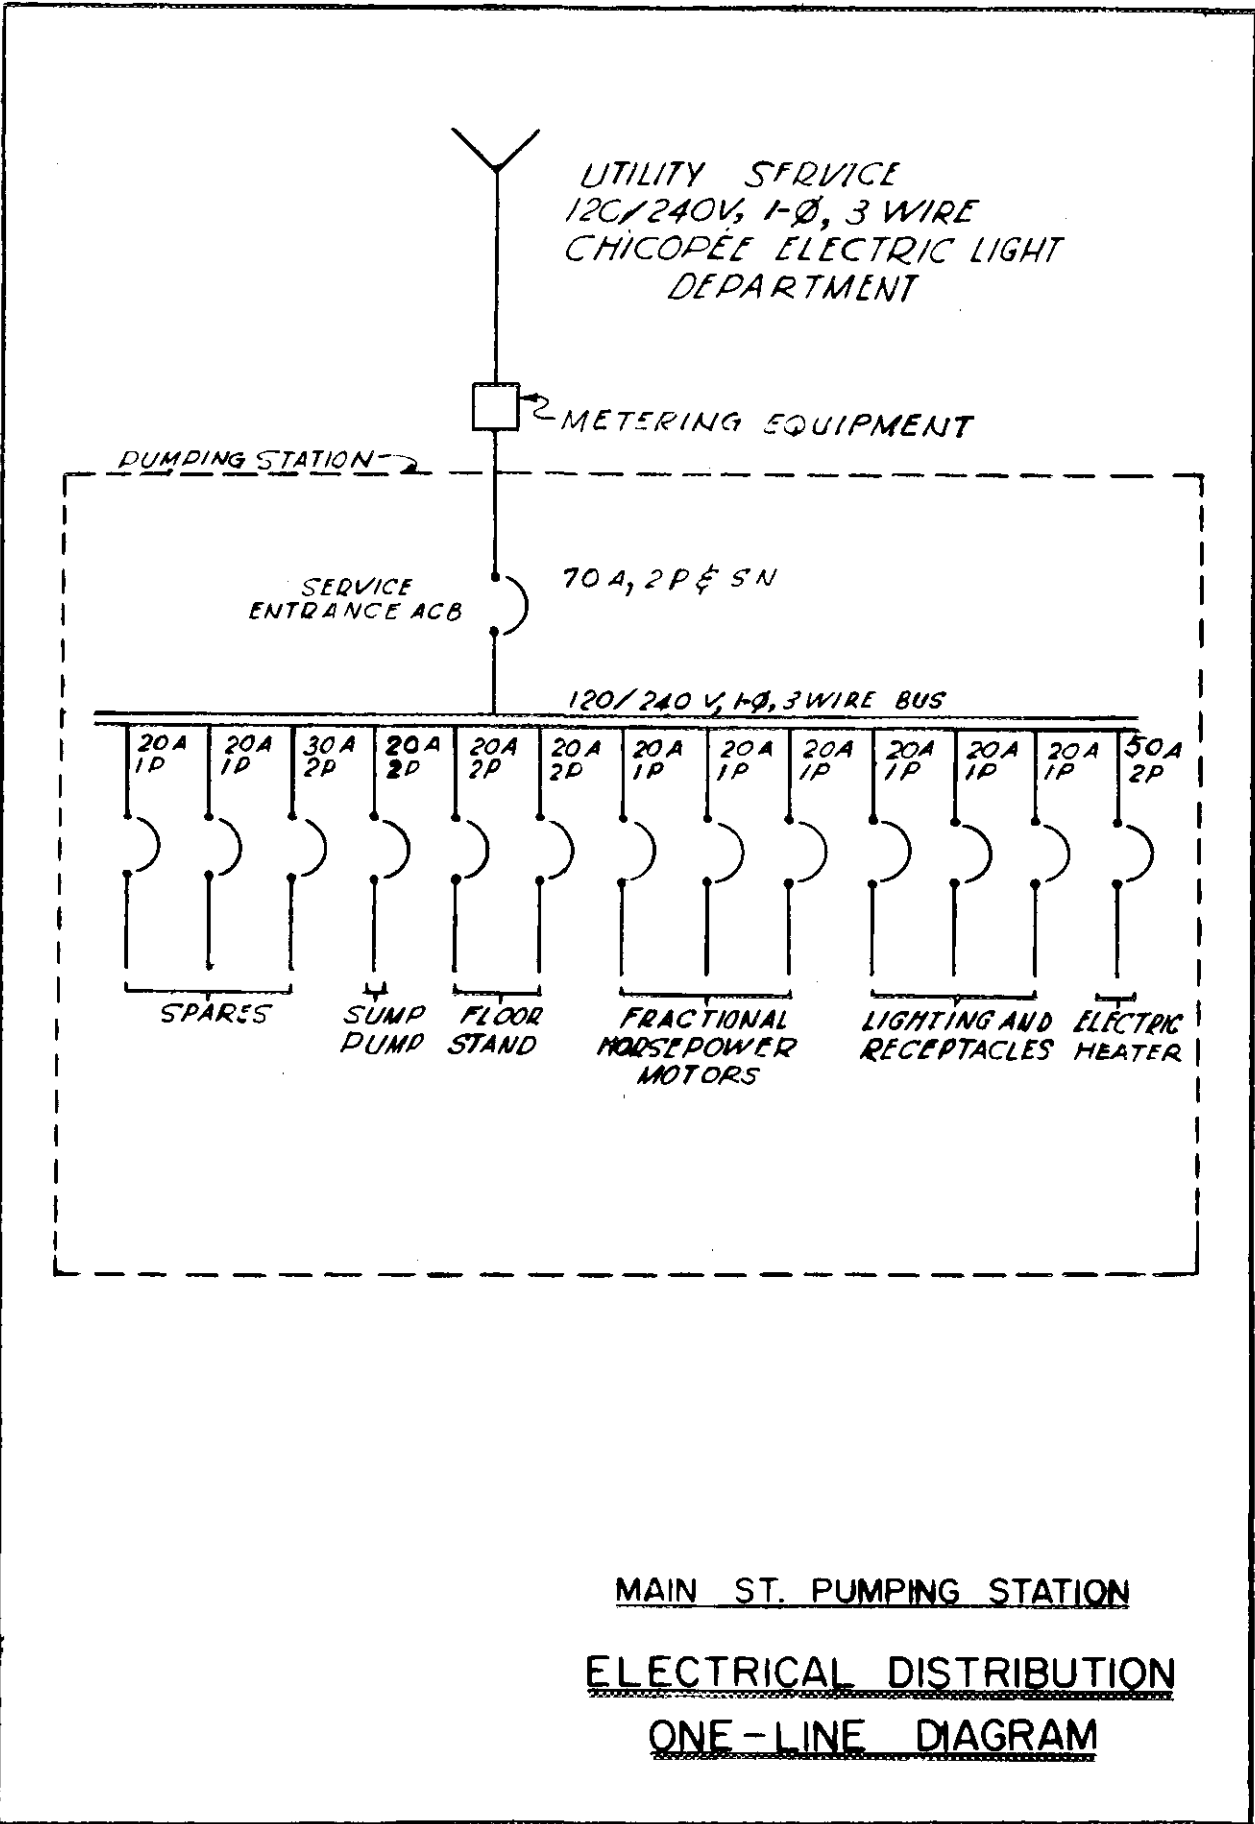 UTILITY SERVICE
120/240V, 1-Ø, 3 WIRE
CHICOPEE ELECTRIC LIGHT
DEPARTMENT
METERING EQUIPMENT
PUMPING STATION
SERVICE
ENTRANCE ACB
70 A, 2 P & S N
120/240 V, 1-Ø, 3 WIRE BUS
20A 20A 30A 20A 20A 20A 20A 20A 20A 20A 20A 20A 50A
1P 1P 2P 2P 2P 2P 1P 1P 1P 1P 1P 1P 2P
SPARES
SUMP
PUMP
FLOOR
STAND
FRACTIONAL
HORSEPOWER
MOTORS
LIGHTING AND
RECEPTACLES
ELECTRIC
HEATER
MAIN ST. PUMPING STATION
ELECTRICAL DISTRIBUTION
ONE-LINE DIAGRAM